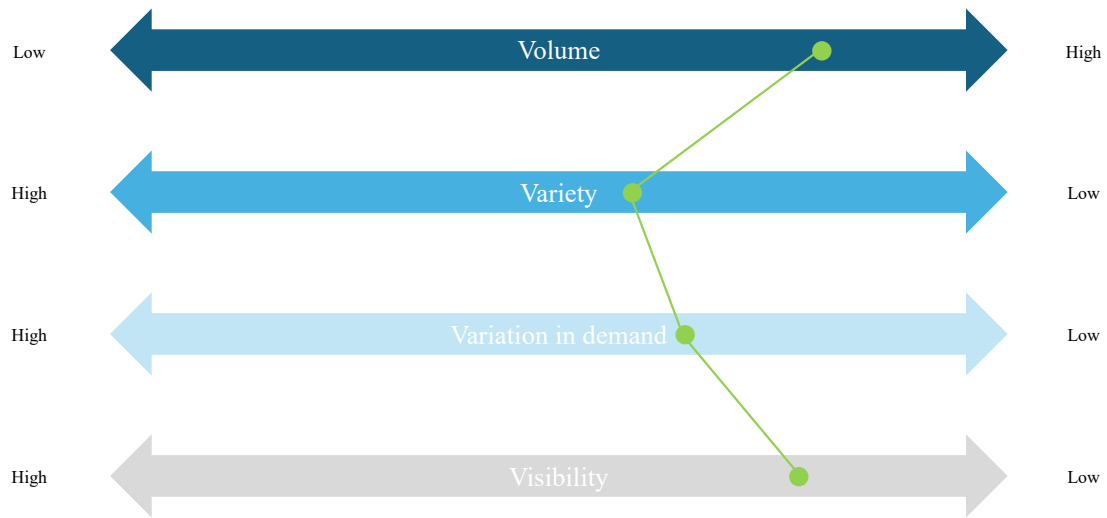 Low Volume High
High Variety Low
High Variation in demand Low
High Visibility Low